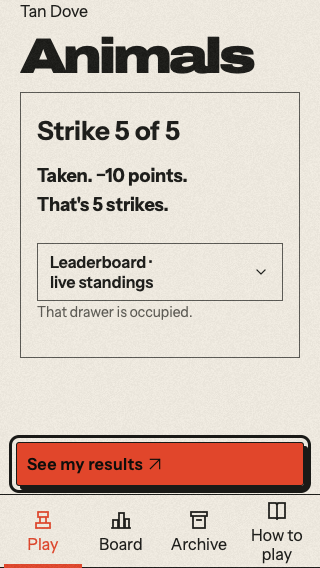 Tan Dove
Animals
Strike 5 of 5
Taken. −10 points.
That's 5 strikes.
Leaderboard ·
live standings
That drawer is occupied.
See my results
Play
Board
Archive
How to
play